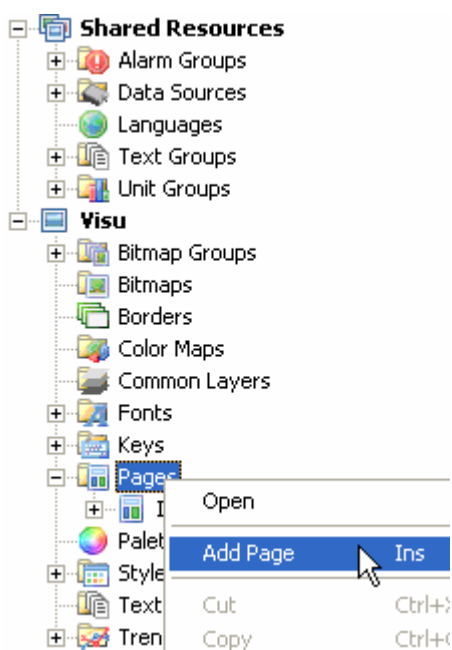 Shared Resources
Alarm Groups
Data Sources
Languages
Text Groups
Unit Groups
Visu
Bitmap Groups
Bitmaps
Borders
Color Maps
Common Layers
Fonts
Keys
Pages
Open
Add Page Ins
Cut
Copy
Text